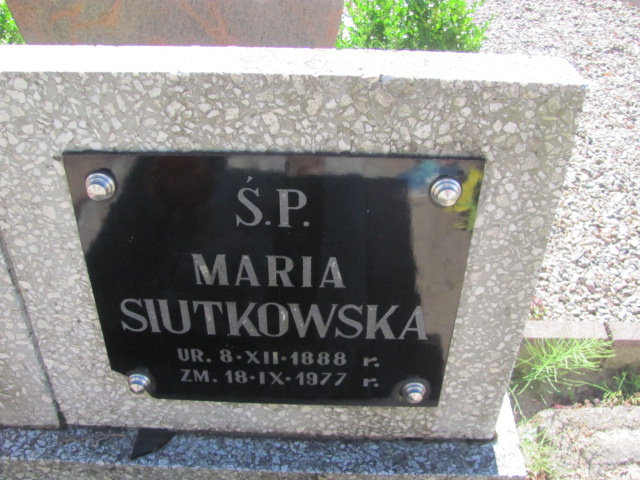 Ś.P.
MARIA
SIUTKOWSKA
UR. 8·XII·1888 r.
ZM. 18·IX·1977 r.